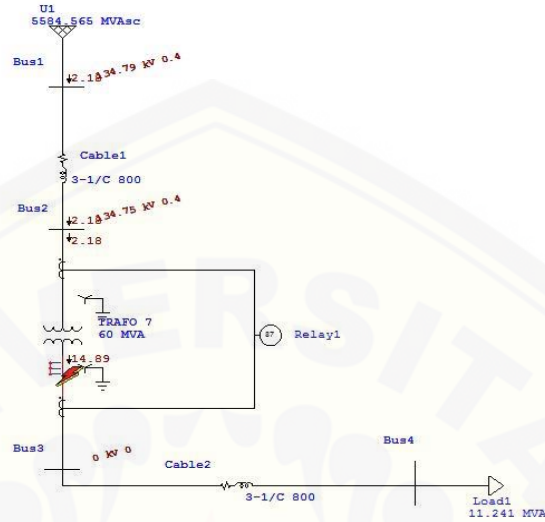 U1
5584.565 MVAsc
Bus1
2.18
134.79 kV 0.4
Cable1
3-1/C 800
Bus2
2.18
134.75 kV 0.4
2.18
TRAFO 7
60 MVA
87
Relay1
14.89
Bus3
0 kV 0
Cable2
3-1/C 800
Bus4
Load1
11.241 MVA